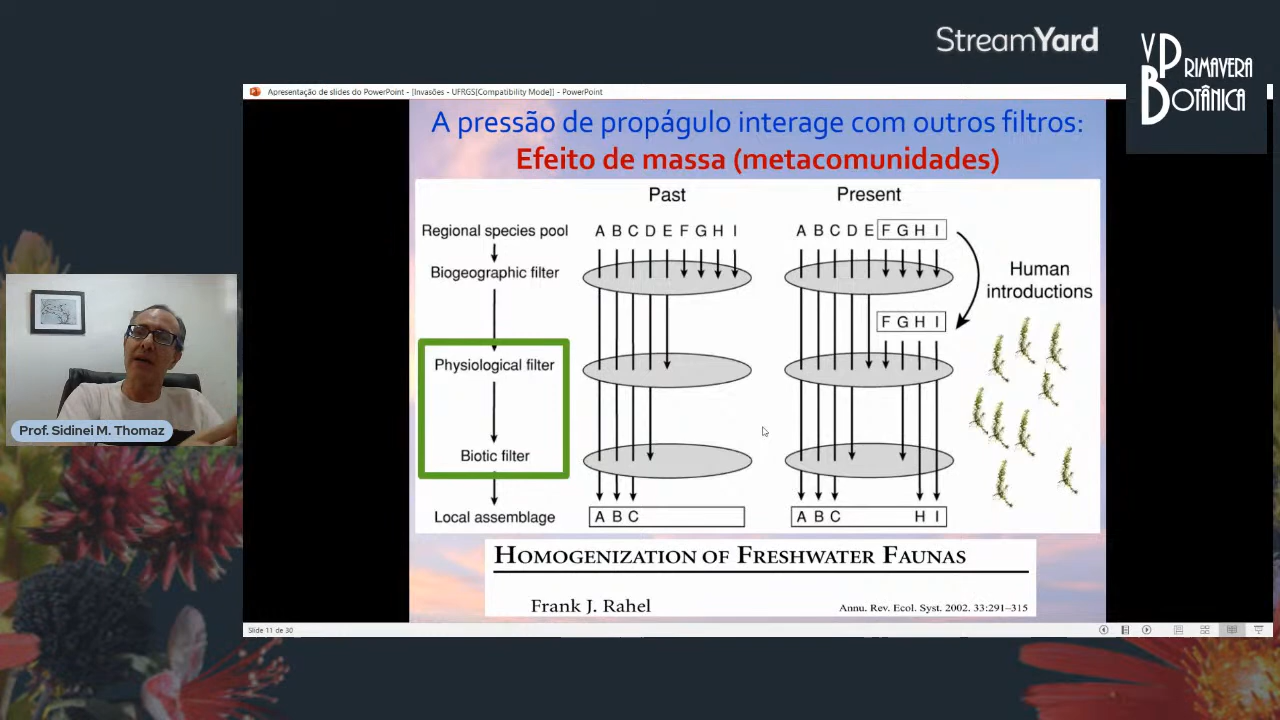 StreamYard
V PRIMAVERA
BOTÂNICA
Apresentação de slides do PowerPoint - [Invasões - UFRGS[Compatibility Mode]] - PowerPoint
A pressão de propágulo interage com outros filtros:
Efeito de massa (metacomunidades)
Past
Present
Regional species pool
A B C D E F G H I
A B C D E F G H I
Biogeographic filter
Human
introductions
F G H I
Physiological filter
Biotic filter
Local assemblage
A B C
A B C H I
Prof. Sidinei M. Thomaz
HOMOGENIZATION OF FRESHWATER FAUNAS
Frank J. Rahel
Annu. Rev. Ecol. Syst. 2002. 33:291–315
Slide 11 de 30